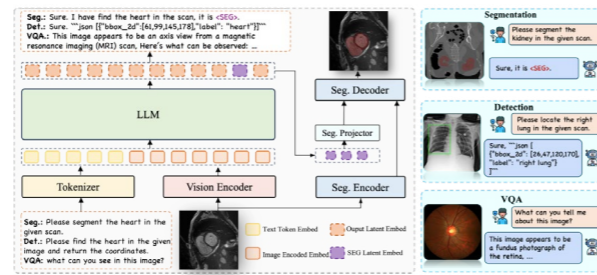 Seg.: Sure. I have find the heart in the scan, it is <SEG>.
Det.: Sure. ```json [{"bbox_2d":[61,99,145,178],"label": "heart"}]```
VQA.: This image appears to be an axis view from a magnetic
resonance imaging (MRI) scan, Here's what can be observed: ...
LLM
Tokenizer
Vision Encoder
Seg. Decoder
Seg. Projector
Seg. Encoder
Seg.: Please segment the heart in the
given scan.
Det.: Please find the heart in the given
image and return the coordinates.
VQA: what can you see in this image?
Text Token Embed
Ouput Latent Embed
Image Encoded Embed
SEG Latent Embed
Segmentation
Please segment the
kidney in the given scan.
Sure, it is <SEG>.
Detection
Please locate the right
lung in the given scan.
Sure, ```json [
{"bbox_2d": [26,47,120,170],
"label": "right lung"}
]```
VQA
What can you tell me
about this image?
This image appears to
be a fundus photograph of
the retina, ...